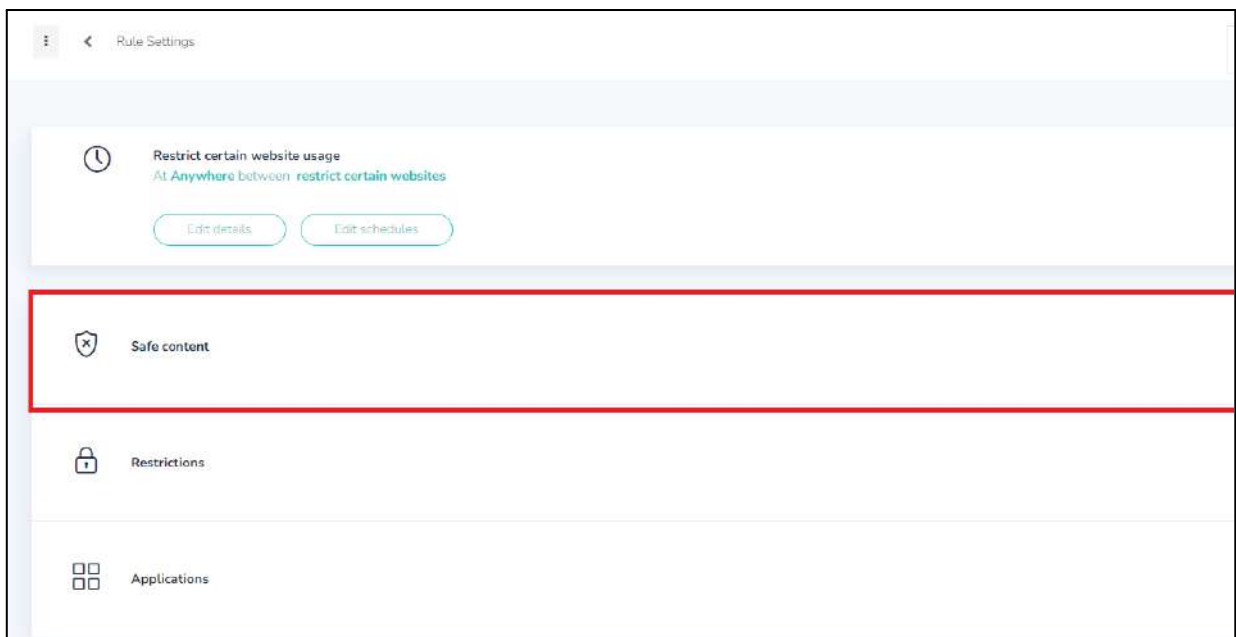 Rule Settings
Restrict certain website usage
At Anywhere between restrict certain websites
Edit details Edit schedules
Safe content
Restrictions
Applications